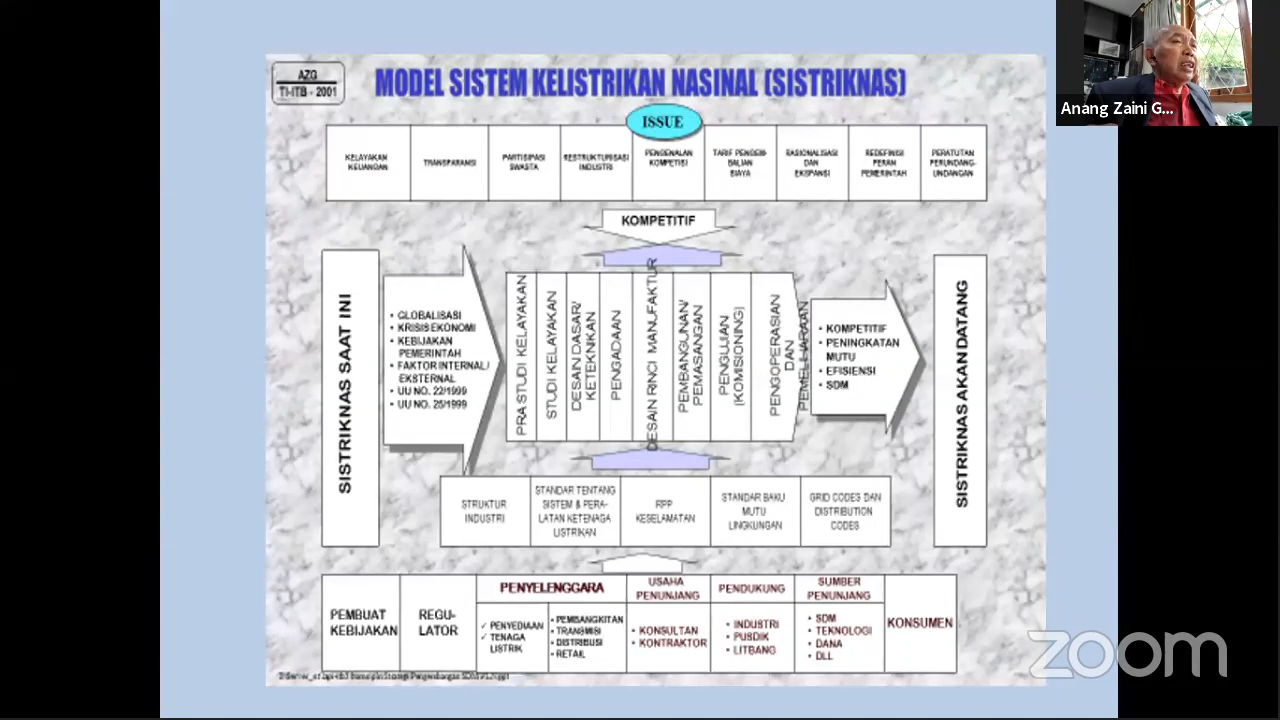 AZG
TI-ITB - 2001
MODEL SISTEM KELISTRIKAN NASINAL (SISTRIKNAS)
ISSUE
KELAYAKAN
KEUANGAN
TRANSPARANSI
PARTISIPASI
SWASTA
RESTRUKTURISASI
INDUSTRI
PENGENALAN
KOMPETISI
TARIF PENGEM-
BALIAN
BIAYA
RASIONALISASI
DAN
EKSPANSI
REDEFINISI
PERAN
PEMERINTAH
PERATUTAN
PERUNDANG-
UNDANGAN
KOMPETITIF
SISTRIKNAS SAAT INI
• GLOBALISASI
• KRISIS EKONOMI
• KEBIJAKAN
PEMERINTAH
• FAKTOR INTERNAL/
EKSTERNAL
• UU NO. 22/1999
• UU NO. 25/1999
PRA STUDI KELAYAKAN
STUDI KELAYAKAN
DESAIN DASAR/
KETEKNIKAN
PENGADAAN
DESAIN RINCI MANUFAKTUR
PEMBANGUNAN/
PEMASANGAN
PENGUJIAN
(KOMISIONING)
PENGOPERASIAN
DAN
PEMELIHARAAN
• KOMPETITIF
• PENINGKATAN
MUTU
• EFISIENSI
• SDM
SISTRIKNAS AKAN DATANG
STRUKTUR
INDUSTRI
STANDAR TENTANG
SISTEM & PERA-
LATAN KETENAGA
LISTRIKAN
RPP
KESELAMATAN
STANDAR BAKU
MUTU
LINGKUNGAN
GRID CODES DAN
DISTRIBUTION
CODES
PEMBUAT
KEBIJAKAN
REGU-
LATOR
PENYELENGGARA
✓ PENYEDIAAN
✓ TENAGA
LISTRIK
• PEMBANGKITAN
• TRANSMISI
• DISTRIBUSI
• RETAIL
USAHA
PENUNJANG
• KONSULTAN
• KONTRAKTOR
PENDUKUNG
• INDUSTRI
• PUSDIK
• LITBANG
SUMBER
PENUNJANG
• SDM
• TEKNOLOGI
• DANA
• DLL
KONSUMEN
Anang Zaini G...
zoom